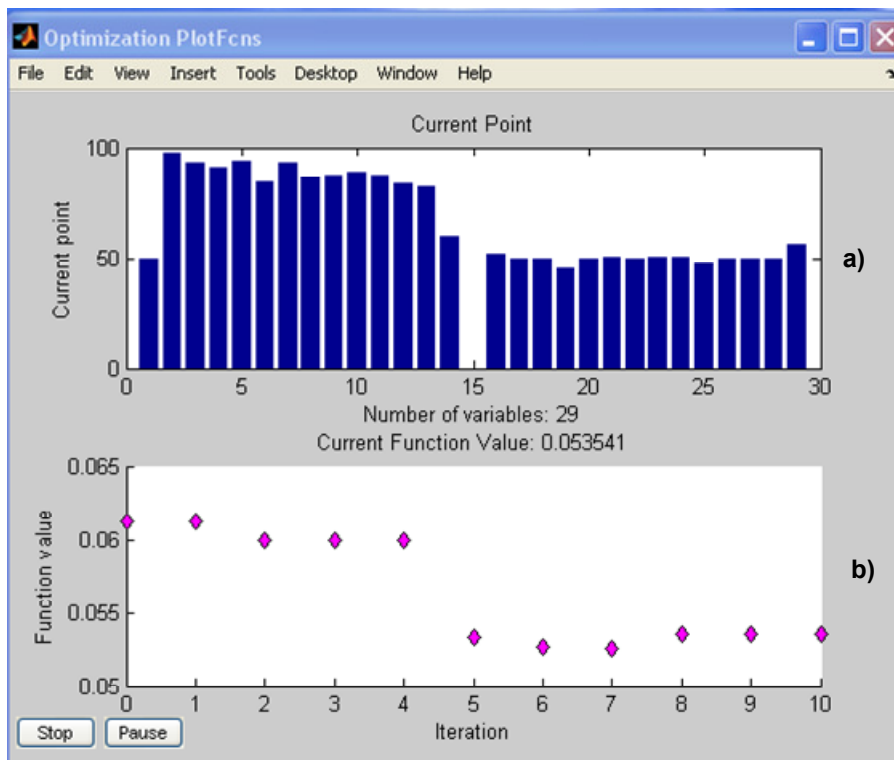 Optimization PlotFcns
File Edit View Insert Tools Desktop Window Help
Current Point
100
50
0
Current point
0 5 10 15 20 25 30
Number of variables: 29
a)
Current Function Value: 0.053541
0.065
0.06
0.055
0.05
Function value
0 1 2 3 4 5 6 7 8 9 10
Iteration
b)
Stop Pause